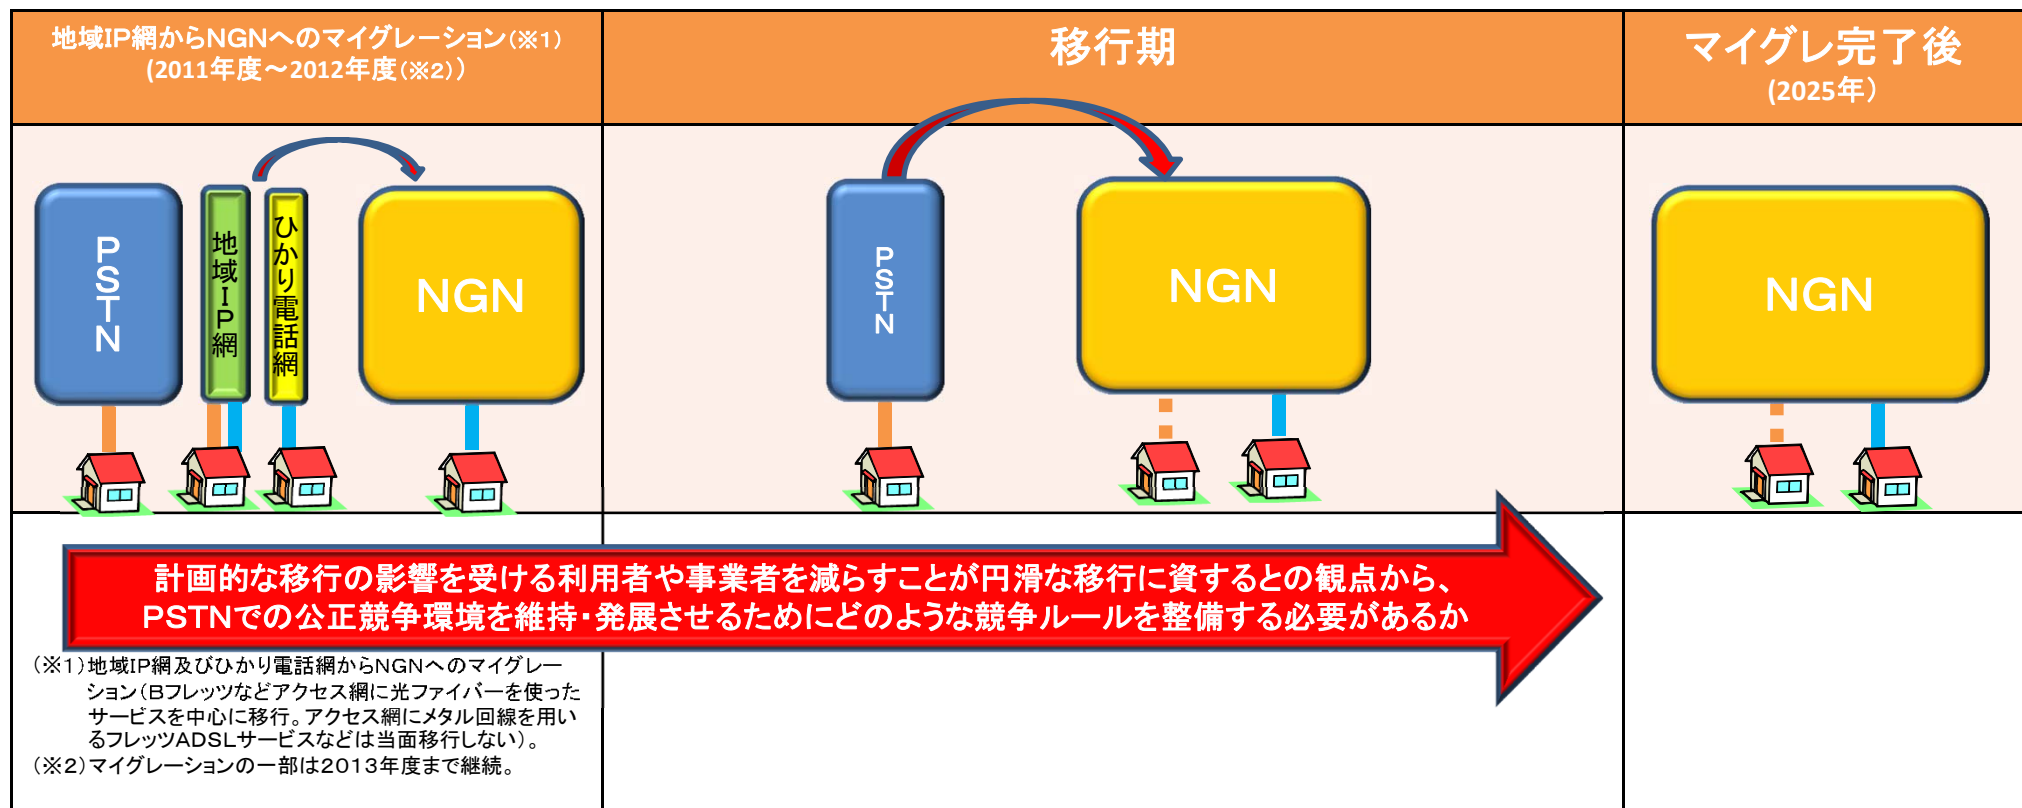 地域IP網からNGNへのマイグレーション(※1)
(2011年度～2012年度(※2))
移行期
マイグレ完了後
(2025年)
PSTN
地域IP網
ひかり電話網
NGN
PSTN
NGN
NGN
計画的な移行の影響を受ける利用者や事業者を減らすことが円滑な移行に資するとの観点から、
PSTNでの公正競争環境を維持・発展させるためにどのような競争ルールを整備する必要があるか
(※1)地域IP網及びひかり電話網からNGNへのマイグレー
ション(Bフレッツなどアクセス網に光ファイバーを使った
サービスを中心に移行。アクセス網にメタル回線を用い
るフレッツADSLサービスなどは当面移行しない)。
(※2)マイグレーションの一部は2013年度まで継続。